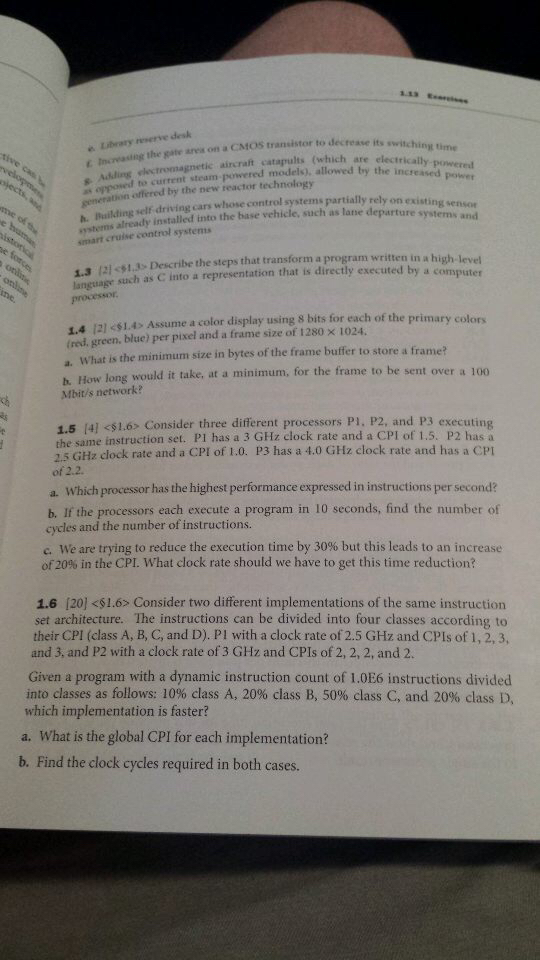 1.13 Exercises
e. Library reserve desk
f. Increasing the gate area on a CMOS transistor to decrease its switching time
g. Adding electromagnetic aircraft catapults (which are electrically powered
as opposed to current steam-powered models), allowed by the increased power
generation offered by the new reactor technology
h. Building self-driving cars whose control systems partially rely on existing sensor
systems already installed into the base vehicle, such as lane departure systems and
smart cruise control systems
1.3 [2] <§1.3> Describe the steps that transform a program written in a high-level
language such as C into a representation that is directly executed by a computer
processor.
1.4 [2] <§1.4> Assume a color display using 8 bits for each of the primary colors
(red, green, blue) per pixel and a frame size of 1280 × 1024.
a. What is the minimum size in bytes of the frame buffer to store a frame?
b. How long would it take, at a minimum, for the frame to be sent over a 100
Mbit/s network?
1.5 [4] <§1.6> Consider three different processors P1, P2, and P3 executing
the same instruction set. P1 has a 3 GHz clock rate and a CPI of 1.5. P2 has a
2.5 GHz clock rate and a CPI of 1.0. P3 has a 4.0 GHz clock rate and has a CPI
of 2.2.
a. Which processor has the highest performance expressed in instructions per second?
b. If the processors each execute a program in 10 seconds, find the number of
cycles and the number of instructions.
c. We are trying to reduce the execution time by 30% but this leads to an increase
of 20% in the CPI. What clock rate should we have to get this time reduction?
1.6 [20] <§1.6> Consider two different implementations of the same instruction
set architecture. The instructions can be divided into four classes according to
their CPI (class A, B, C, and D). P1 with a clock rate of 2.5 GHz and CPIs of 1, 2, 3,
and 3, and P2 with a clock rate of 3 GHz and CPIs of 2, 2, 2, and 2.
Given a program with a dynamic instruction count of 1.0E6 instructions divided
into classes as follows: 10% class A, 20% class B, 50% class C, and 20% class D,
which implementation is faster?
a. What is the global CPI for each implementation?
b. Find the clock cycles required in both cases.